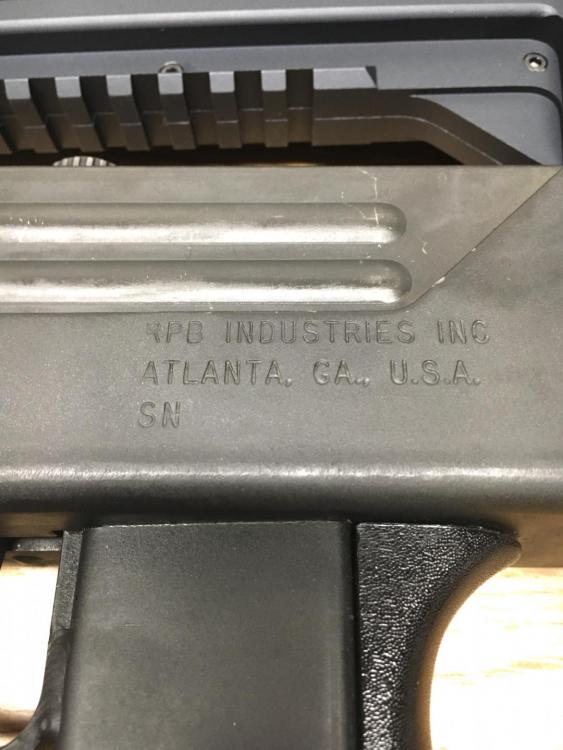 RPB INDUSTRIES INC
ATLANTA, GA., U.S.A.
SN